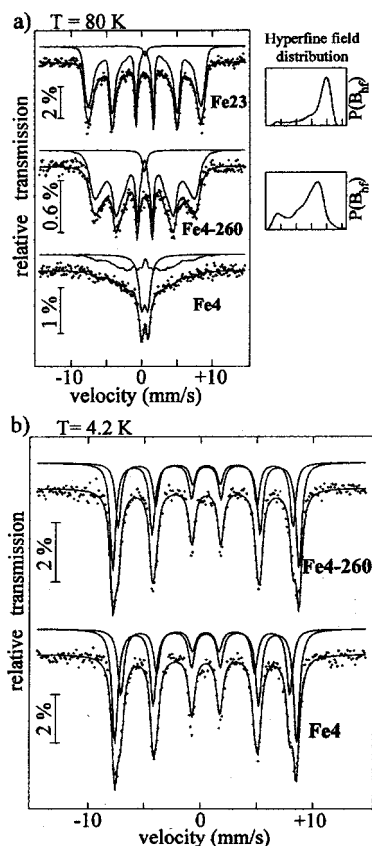 a)
T = 80 K
Hyperfine field
distribution
2 %
Fe23
P(Bhf)
relative transmission
0.6 %
Fe4-260
P(Bhf)
1 %
Fe4
-10 0 +10
velocity (mm/s)
b)
T= 4.2 K
relative transmission
2 %
Fe4-260
2 %
Fe4
-10 0 +10
velocity (mm/s)